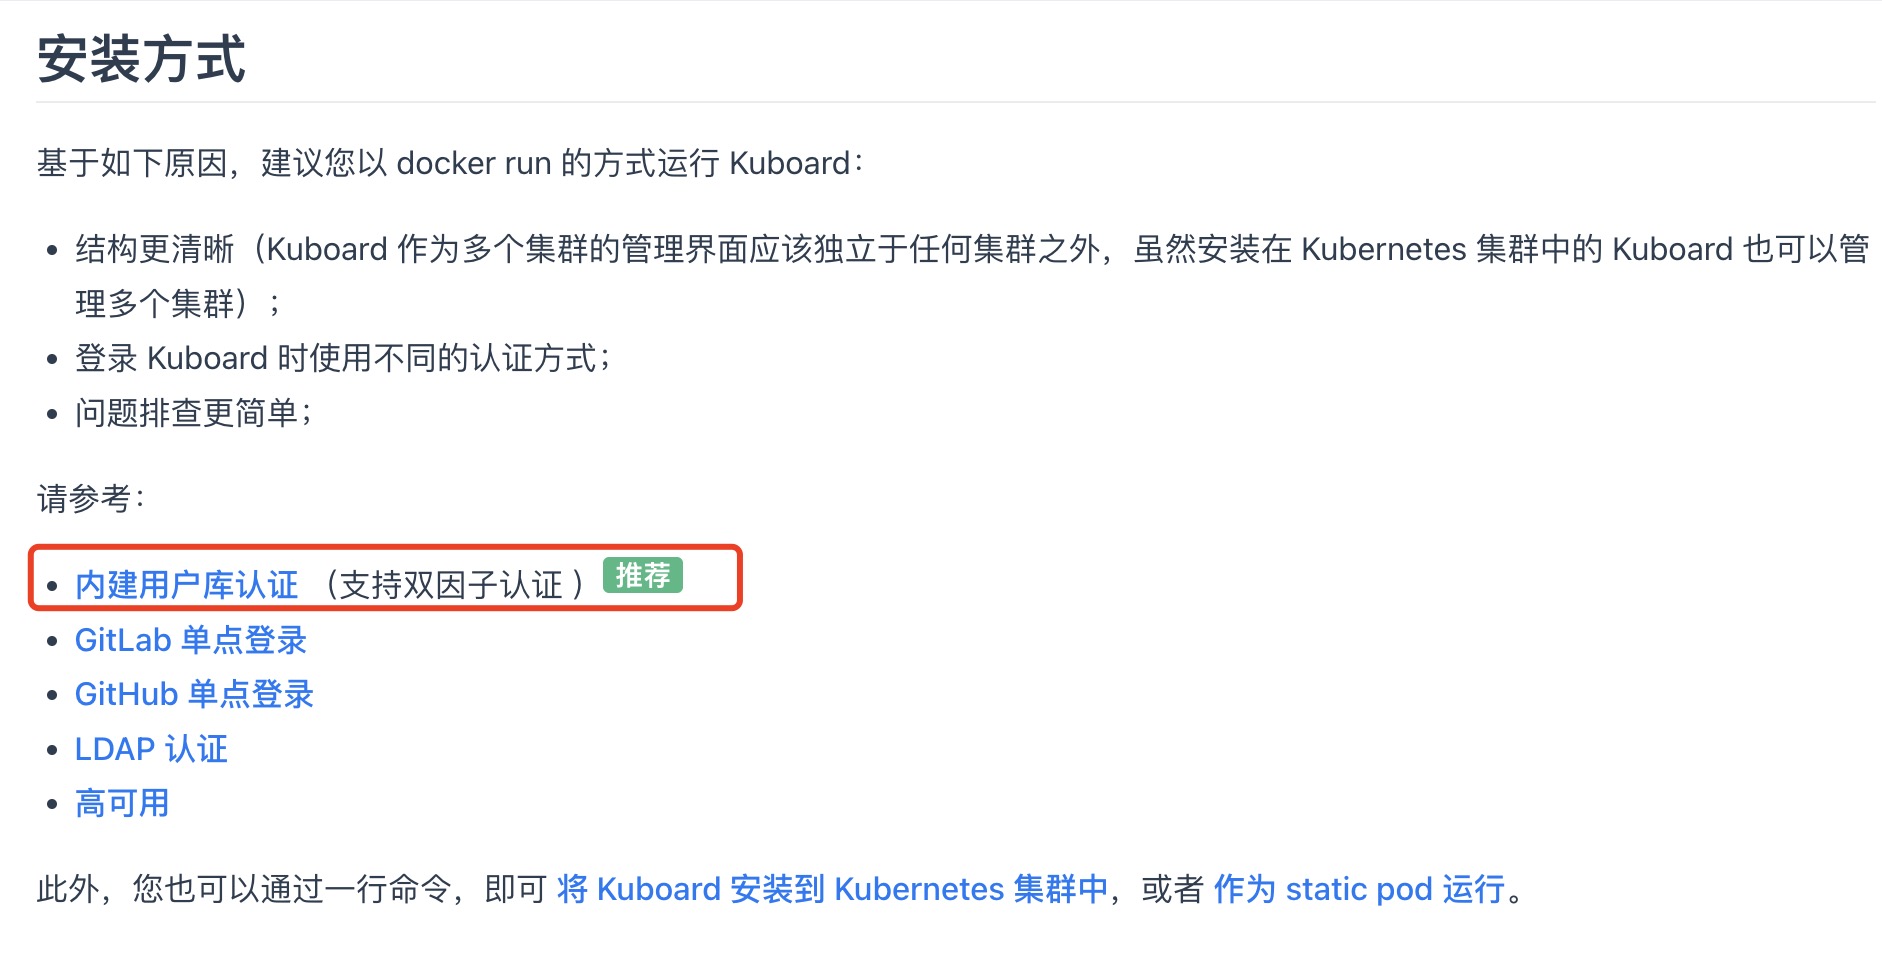 安装方式
基于如下原因，建议您以 docker run 的方式运行 Kuboard：
• 结构更清晰（Kuboard 作为多个集群的管理界面应该独立于任何集群之外，虽然安装在 Kubernetes 集群中的 Kuboard 也可以管
理多个集群）；
• 登录 Kuboard 时使用不同的认证方式；
• 问题排查更简单；
请参考：
• 内建用户库认证 （支持双因子认证 ） 推荐
• GitLab 单点登录
• GitHub 单点登录
• LDAP 认证
• 高可用
此外，您也可以通过一行命令，即可 将 Kuboard 安装到 Kubernetes 集群中，或者 作为 static pod 运行。